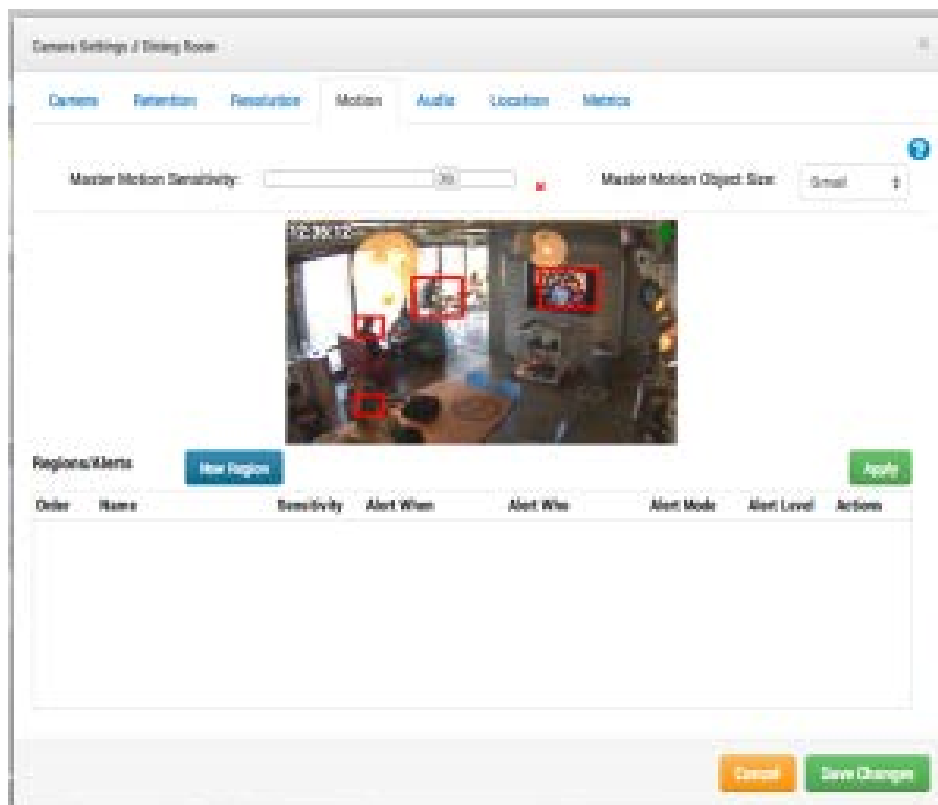 Camera Settings / Dining Room
Camera Retention Resolution Motion Audio Location Metrics
Master Motion Sensitivity: Master Motion Object Size: Small
Regions/Alerts New Region Apply
Order Name Sensitivity Alert When Alert Who Alert Mode Alert Level Actions
Cancel Save Changes